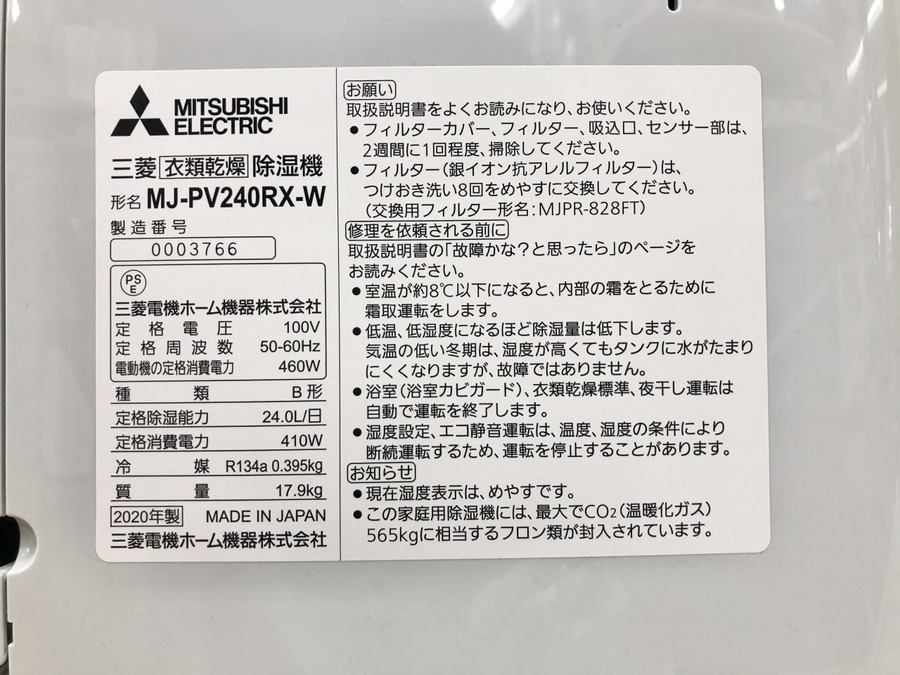 MITSUBISHI
ELECTRIC
三菱 衣類乾燥 除湿機
形名 MJ-PV240RX-W
製造番号
0003766
PS
E
三菱電機ホーム機器株式会社
定格電圧 100V
定格周波数 50-60Hz
電動機の定格消費電力 460W
種類 B形
定格除湿能力 24.0L/日
定格消費電力 410W
冷媒 R134a 0.395kg
質量 17.9kg
2020年製 MADE IN JAPAN
三菱電機ホーム機器株式会社
お願い
取扱説明書をよくお読みになり、お使いください。
●フィルターカバー、フィルター、吸込口、センサー部は、
2週間に1回程度、掃除してください。
●フィルター（銀イオン抗アレルフィルター）は、
つけおき洗い8回をめやすに交換してください。
（交換用フィルター形名：MJPR-828FT）
修理を依頼される前に
取扱説明書の「故障かな？と思ったら」のページを
お読みください。
●室温が約8℃以下になると、内部の霜をとるために
霜取運転をします。
●低温、低湿度になるほど除湿量は低下します。
気温の低い冬期は、湿度が高くてもタンクに水がたまり
にくくなりますが、故障ではありません。
●浴室（浴室カビガード）、衣類乾燥標準、夜干し運転は
自動で運転を終了します。
●湿度設定、エコ静音運転は、温度、湿度の条件により
断続運転するため、運転を停止することがあります。
お知らせ
●現在湿度表示は、めやすです。
●この家庭用除湿機には、最大でCO₂（温暖化ガス）
565kgに相当するフロン類が封入されています。